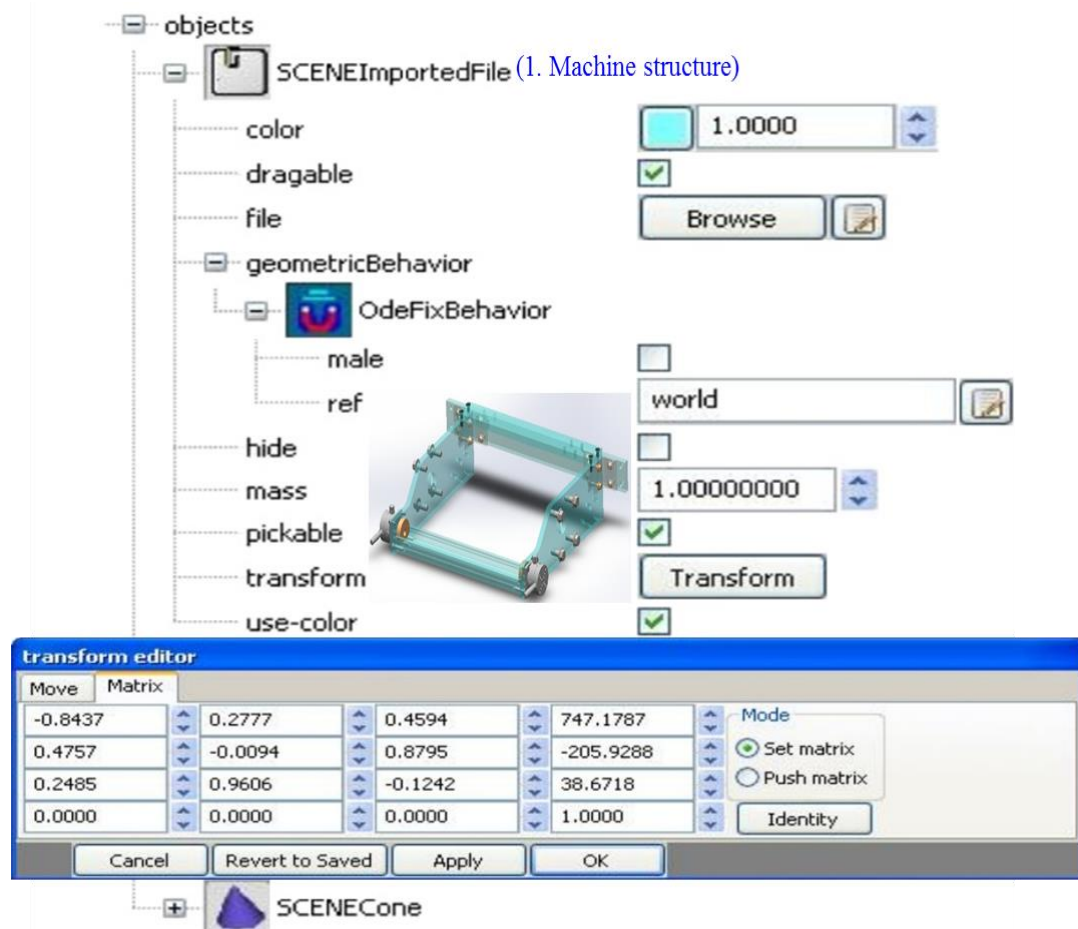 objects
SCENEImportedFile (1. Machine structure)
color 1.0000
dragable
file Browse
geometricBehavior
OdeFixBehavior
male
ref world
hide
mass 1.00000000
pickable
transform Transform
use-color
transform editor
Move Matrix
-0.8437 0.2777 0.4594 747.1787 Mode
0.4757 -0.0094 0.8795 -205.9288 Set matrix
0.2485 0.9606 -0.1242 38.6718 Push matrix
0.0000 0.0000 0.0000 1.0000 Identity
Cancel Revert to Saved Apply OK
SCENECone